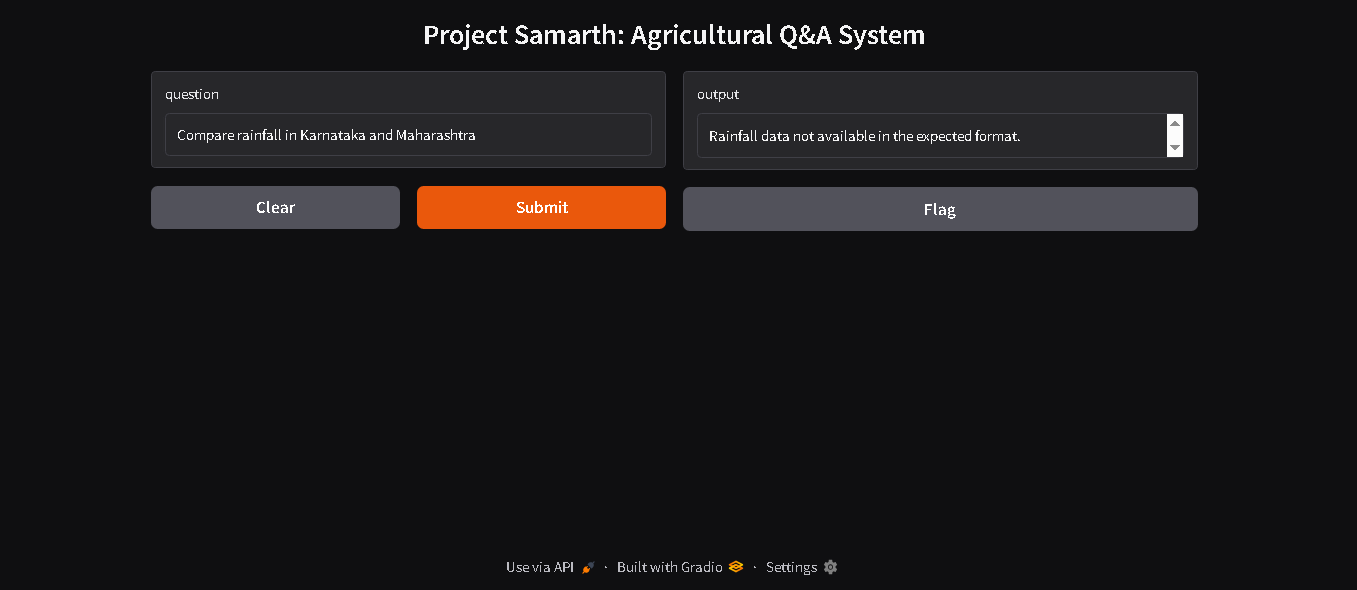 Project Samarth: Agricultural Q&A System
question
Compare rainfall in Karnataka and Maharashtra
Clear
Submit
output
Rainfall data not available in the expected format.
Flag
Use via API · Built with Gradio · Settings